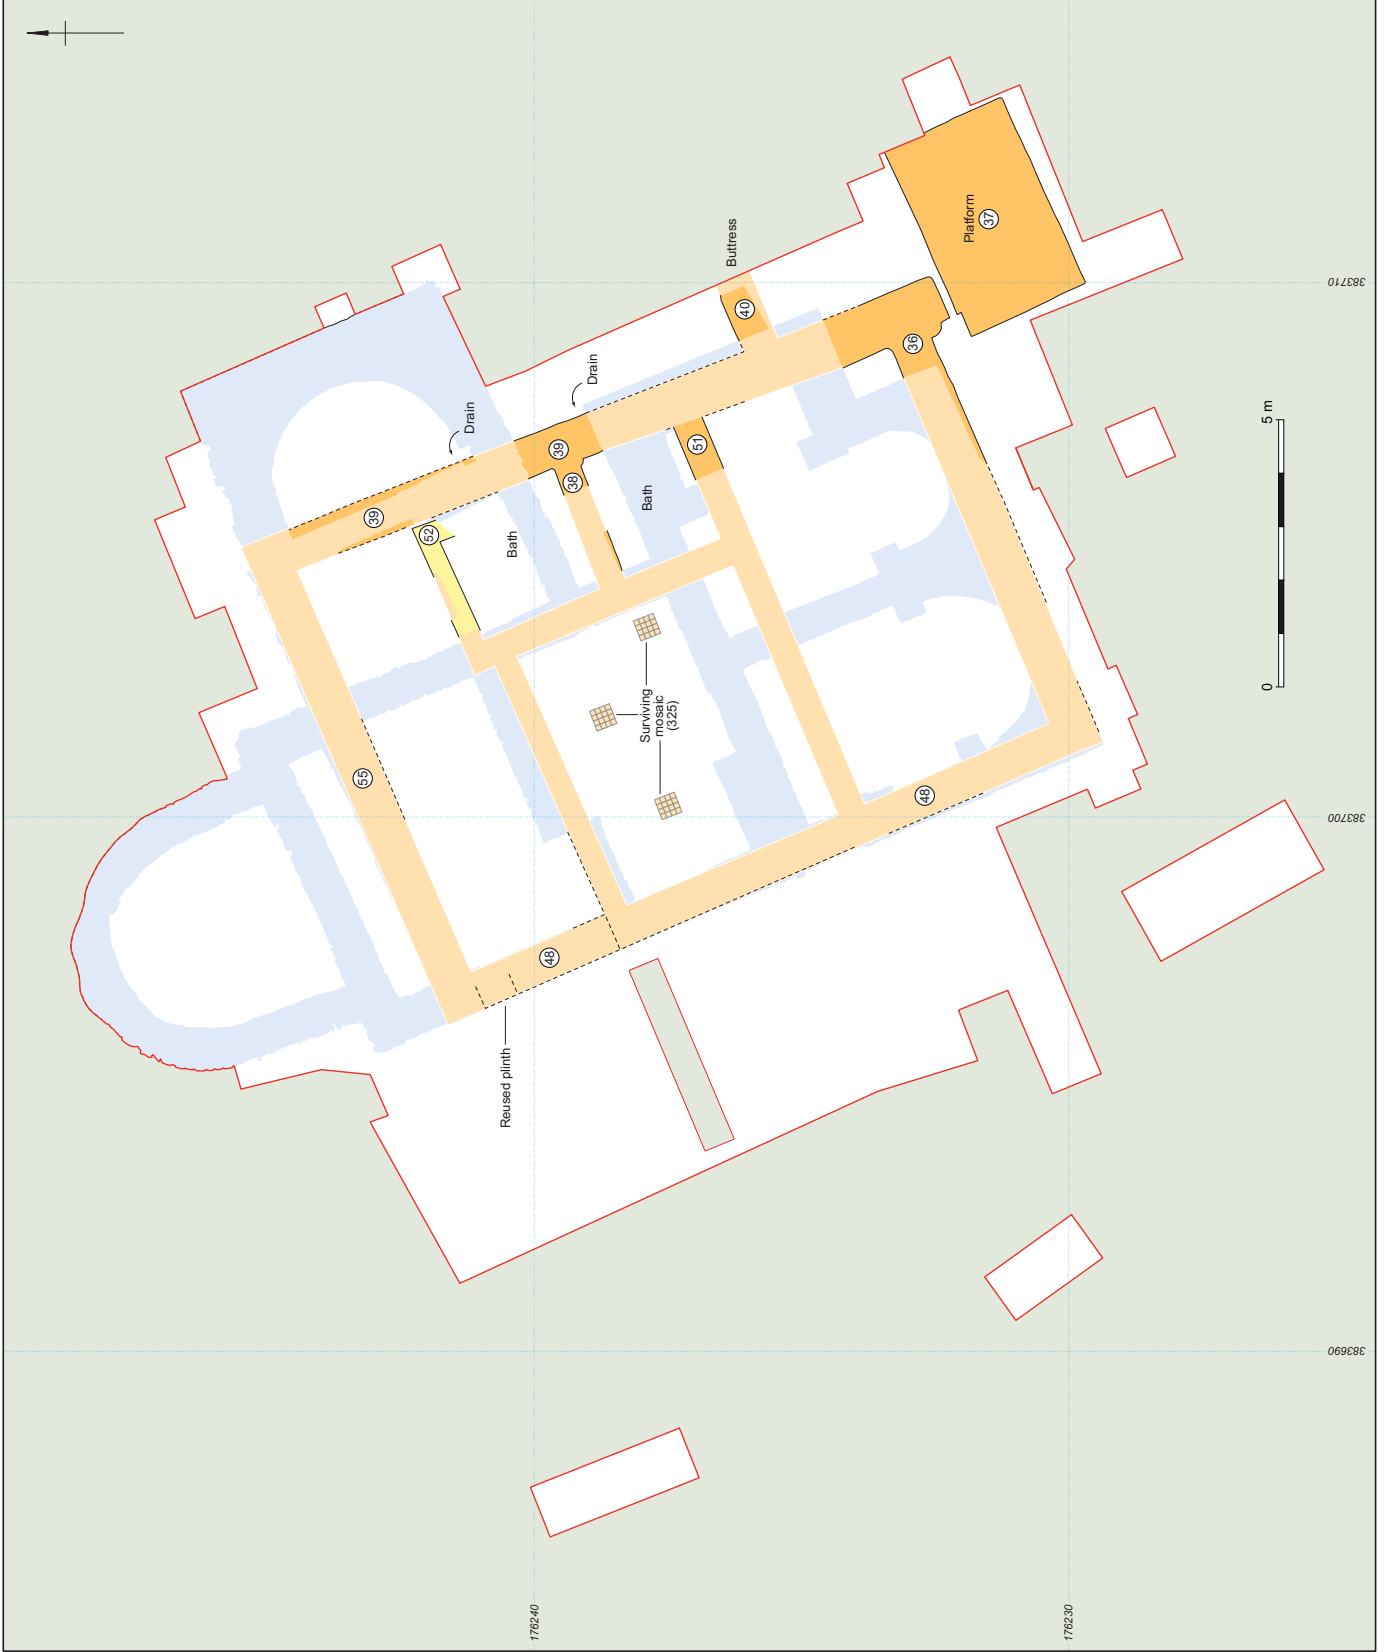 383710
383700
383690
176240
176230
Platform
37
Buttress
40
36
Drain
Drain
39
39
38
51
52
Bath
Bath
Surviving
mosaic
(325)
55
48
48
Reused plinth
0
5 m